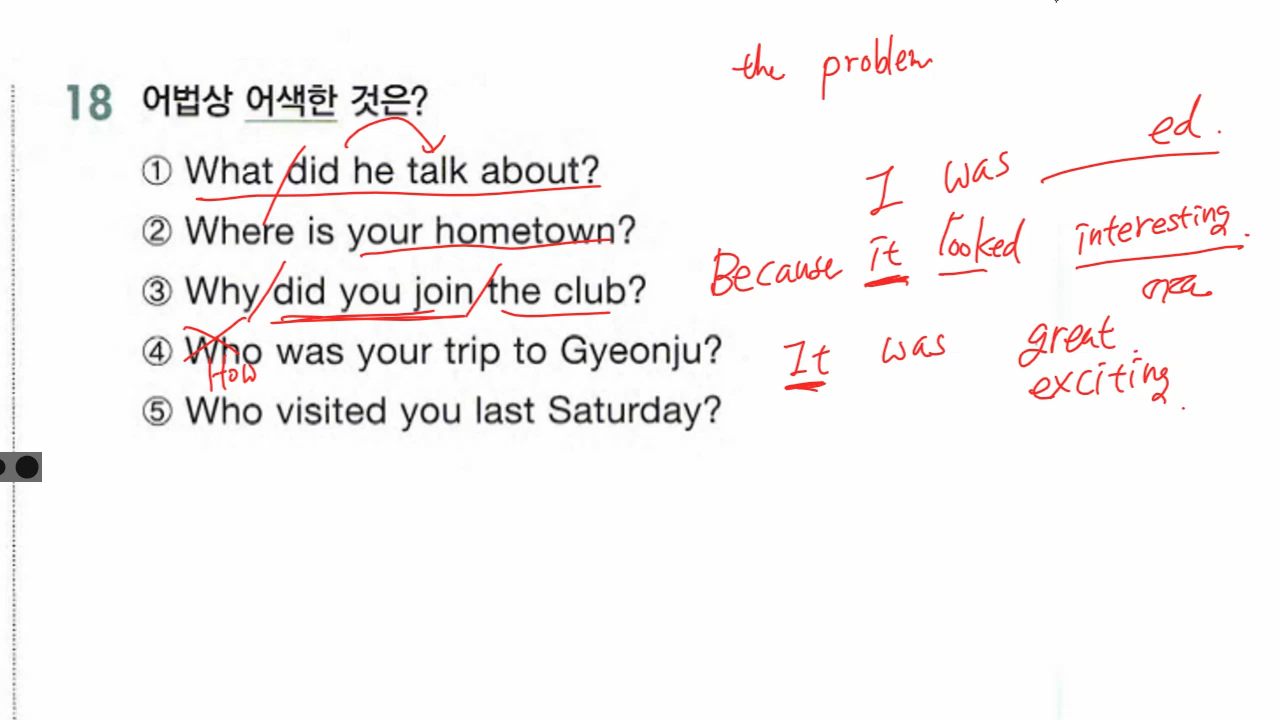 the problem
18 어법상 어색한 것은?
① What did he talk about?
② Where is your hometown?
③ Why did you join the club?
④ Who was your trip to Gyeonju?
How
⑤ Who visited you last Saturday?
I was ed.
Because it looked interesting.
It was great.
exciting.